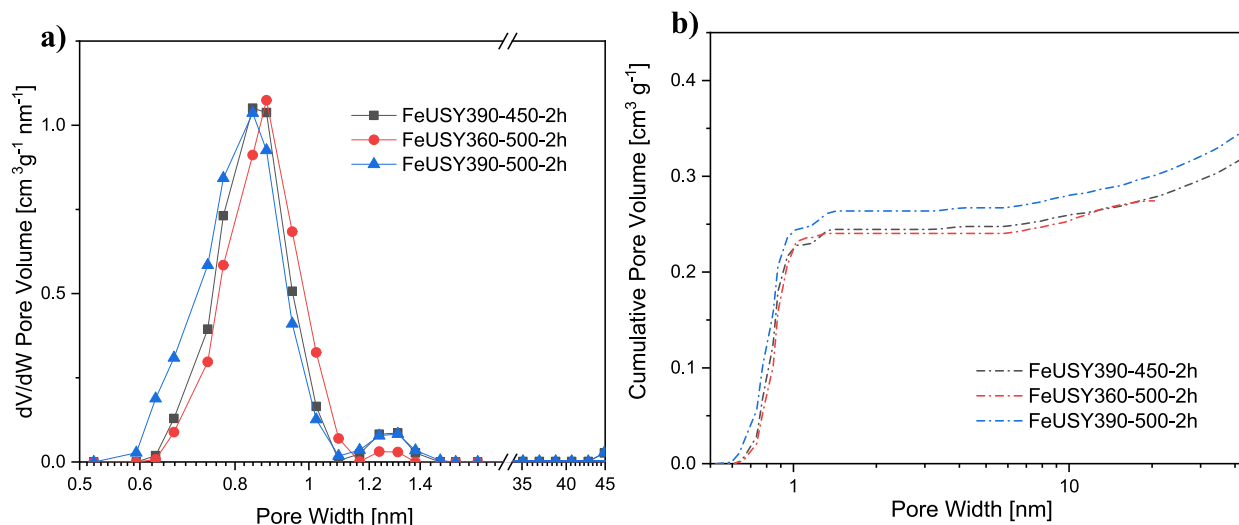 a)
dV/dW Pore Volume [cm³g⁻¹ nm⁻¹]
1.0
0.5
0.0
FeUSY390-450-2h
FeUSY360-500-2h
FeUSY390-500-2h
0.5 0.6 0.8 1 1.2 1.4 35 40 45
Pore Width [nm]
b)
Cumulative Pore Volume [cm³ g⁻¹]
0.4
0.3
0.2
0.1
0.0
FeUSY390-450-2h
FeUSY360-500-2h
FeUSY390-500-2h
1 10
Pore Width [nm]